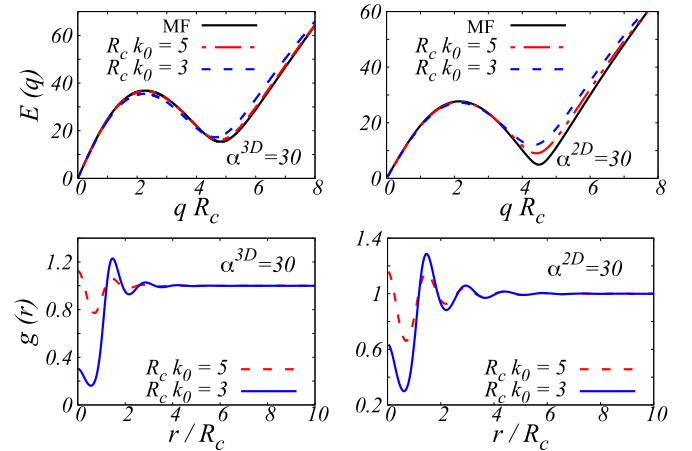 60
40
20
0
E (q)
MF
R_c k_0 = 5
R_c k_0 = 3
α^{3D}=30
0 2 4 6 8
q R_c
60
40
20
0
MF
R_c k_0 = 5
R_c k_0 = 3
α^{2D}=30
0 2 4 6 8
q R_c
1.2
0.8
0.4
0
g (r)
α^{3D}=30
R_c k_0 = 5
R_c k_0 = 3
0 2 4 6 8 10
r / R_c
1.4
1
0.6
0.2
α^{2D}=30
R_c k_0 = 5
R_c k_0 = 3
0 2 4 6 8 10
r / R_c